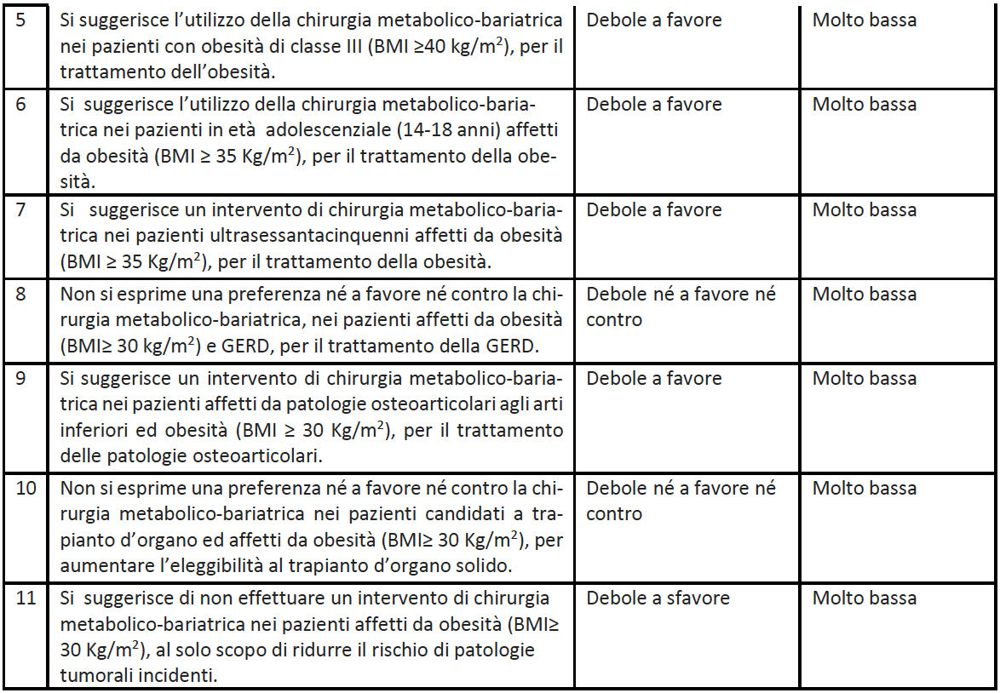 5 Si suggerisce l’utilizzo della chirurgia metabolico-bariatrica Debole a favore Molto bassa
nei pazienti con obesità di classe III (BMI ≥40 kg/m²), per il
trattamento dell’obesità.
6 Si suggerisce l’utilizzo della chirurgia metabolico-baria- Debole a favore Molto bassa
trica nei pazienti in età adolescenziale (14-18 anni) affetti
da obesità (BMI ≥ 35 Kg/m²), per il trattamento della obe-
sità.
7 Si suggerisce un intervento di chirurgia metabolico-baria- Debole a favore Molto bassa
trica nei pazienti ultrasessantacinquenni affetti da obesità
(BMI ≥ 35 Kg/m²), per il trattamento della obesità.
8 Non si esprime una preferenza né a favore né contro la chi- Debole né a favore né Molto bassa
rurgia metabolico-bariatrica, nei pazienti affetti da obesità contro
(BMI≥ 30 kg/m²) e GERD, per il trattamento della GERD.
9 Si suggerisce un intervento di chirurgia metabolico-baria- Debole a favore Molto bassa
trica nei pazienti affetti da patologie osteoarticolari agli arti
inferiori ed obesità (BMI ≥ 30 Kg/m²), per il trattamento
delle patologie osteoarticolari.
10 Non si esprime una preferenza né a favore né contro la chi- Debole né a favore né Molto bassa
rurgia metabolico-bariatrica nei pazienti candidati a tra- contro
pianto d’organo ed affetti da obesità (BMI≥ 30 Kg/m²), per
aumentare l’eleggibilità al trapianto d’organo solido.
11 Si suggerisce di non effettuare un intervento di chirurgia Debole a sfavore Molto bassa
metabolico-bariatrica nei pazienti affetti da obesità (BMI≥
30 Kg/m²), al solo scopo di ridurre il rischio di patologie
tumorali incidenti.